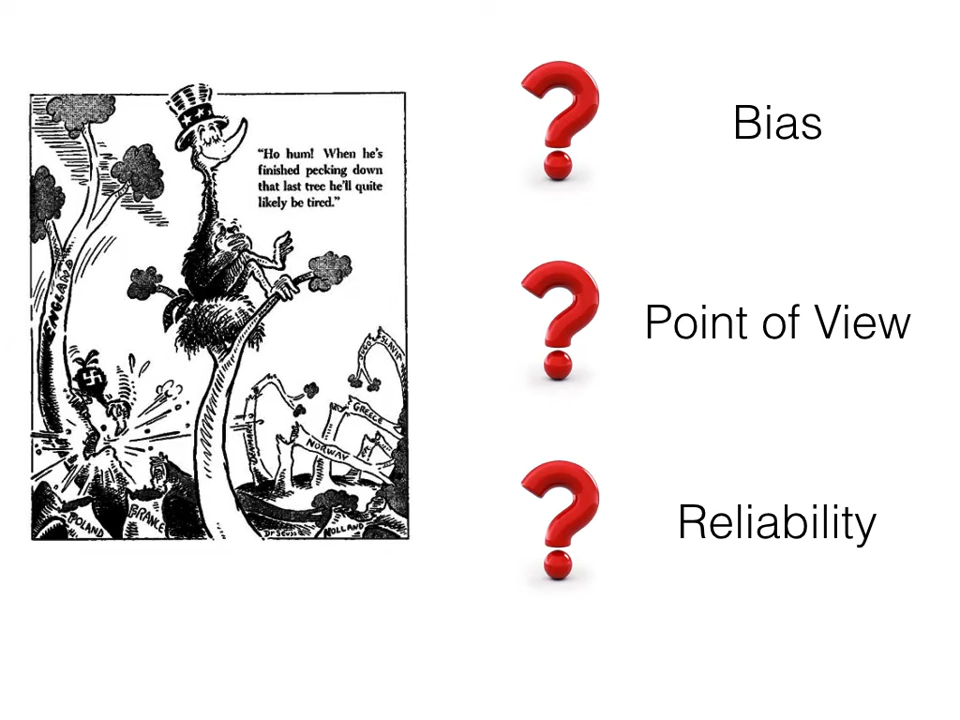 “Ho hum! When he’s
finished pecking down
that last tree he’ll quite
likely be tired.”
ENGLAND
POLAND
FRANCE
NORWAY
GREECE
HOLLAND
Dr Seuss
Bias
Point of View
Reliability